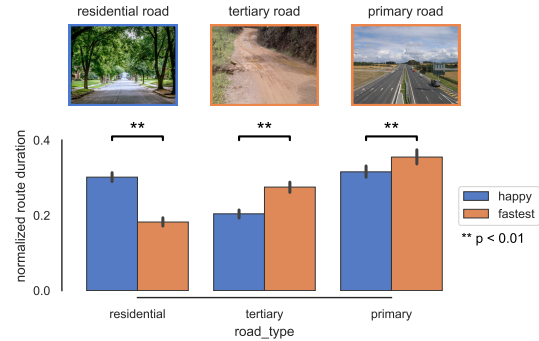 residential road
tertiary road
primary road
normalized route duration
0.4
0.2
0.0
**
**
**
happy
fastest
** p < 0.01
residential
tertiary
primary
road_type